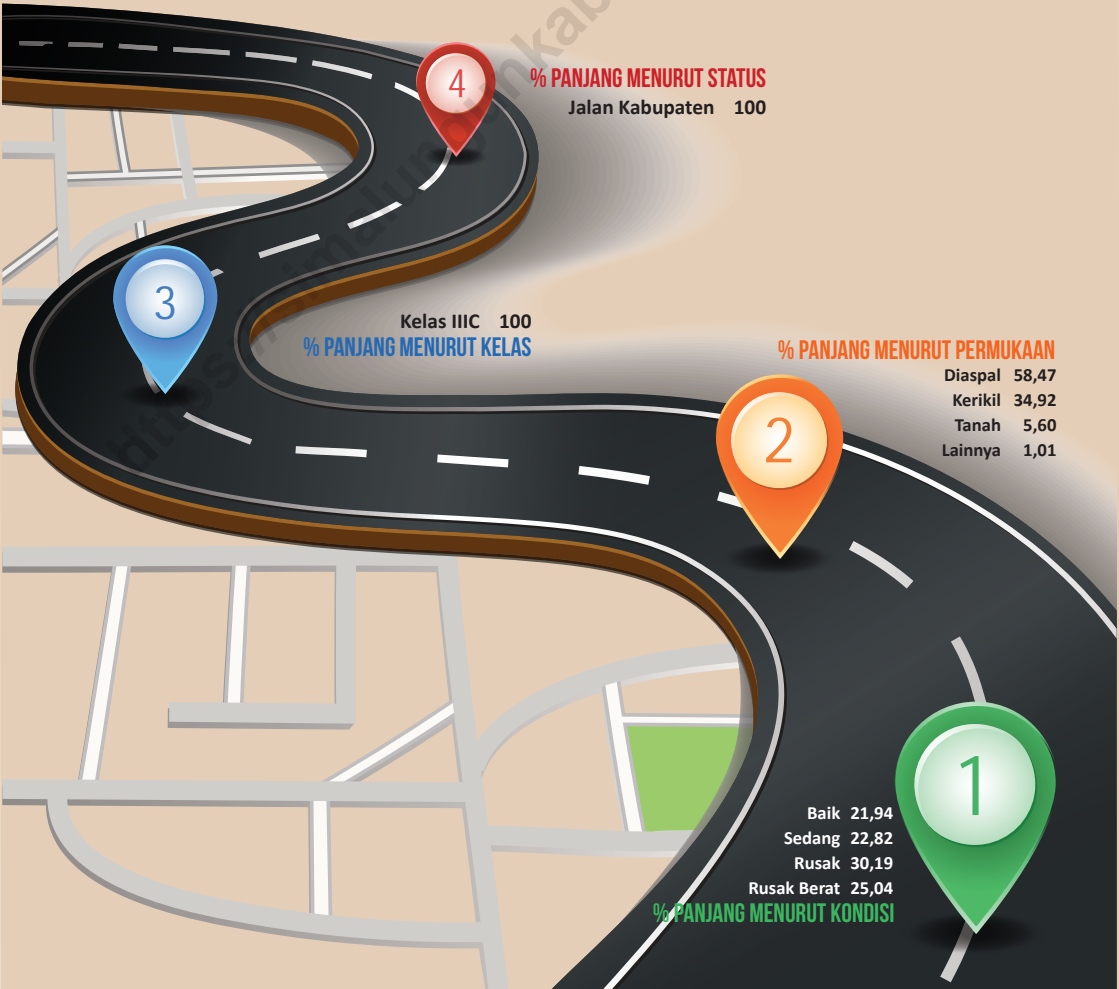 4
% PANJANG MENURUT STATUS
Jalan Kabupaten 100
3
Kelas IIIC 100
% PANJANG MENURUT KELAS
% PANJANG MENURUT PERMUKAAN
Diaspal 58,47
Kerikil 34,92
Tanah 5,60
Lainnya 1,01
2
1
Baik 21,94
Sedang 22,82
Rusak 30,19
Rusak Berat 25,04
% PANJANG MENURUT KONDISI